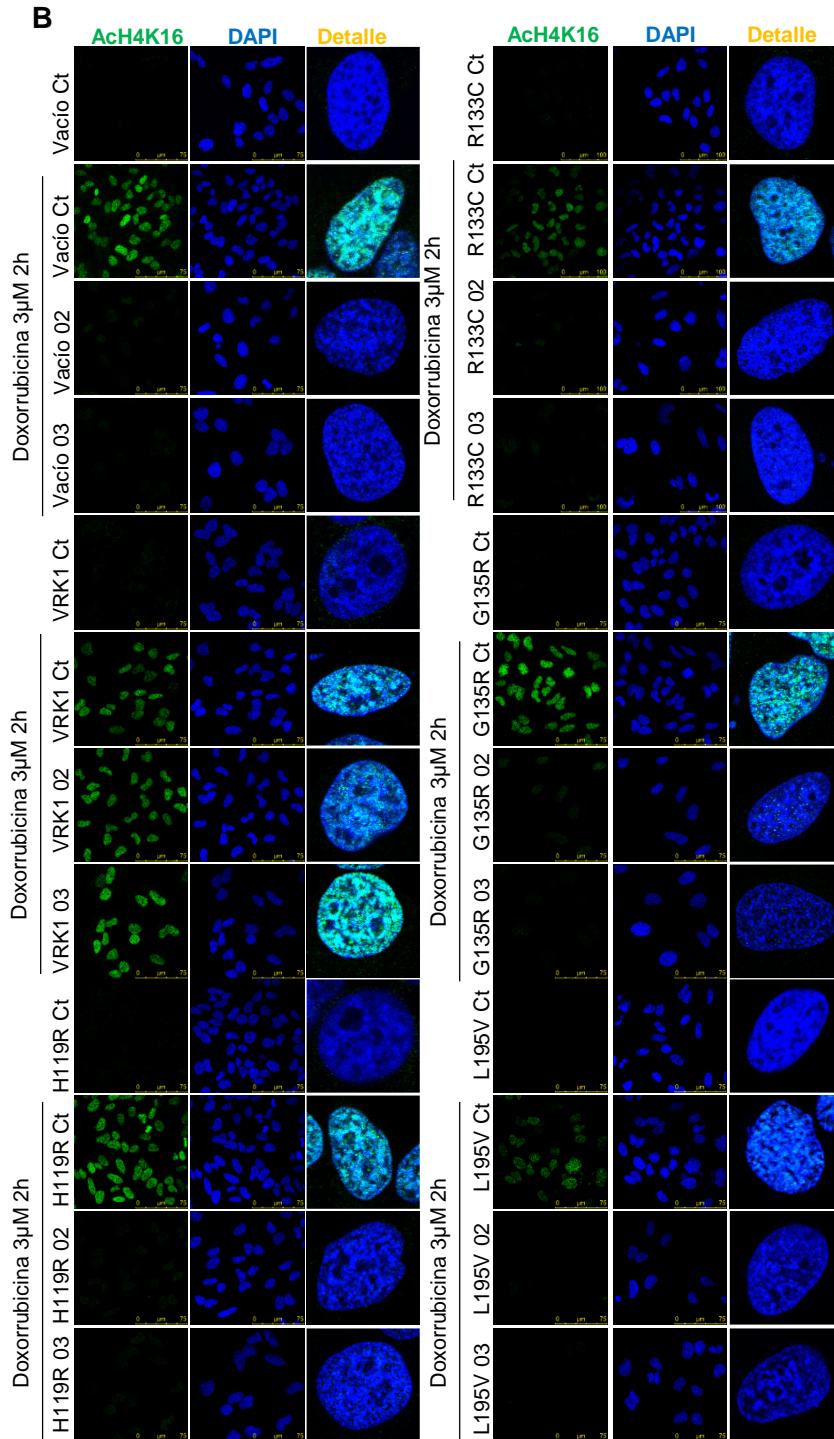 B
AcH4K16 DAPI Detalle
Vacío Ct
Doxorrubicina 3µM 2h
Vacío Ct
Vacío 02
Vacío 03
VRK1 Ct
Doxorrubicina 3µM 2h
VRK1 Ct
VRK1 02
VRK1 03
H119R Ct
Doxorrubicina 3µM 2h
H119R Ct
H119R 02
H119R 03
AcH4K16 DAPI Detalle
R133C Ct
Doxorrubicina 3µM 2h
R133C Ct
R133C 02
R133C 03
G135R Ct
Doxorrubicina 3µM 2h
G135R Ct
G135R 02
G135R 03
L195V Ct
Doxorrubicina 3µM 2h
L195V Ct
L195V 02
L195V 03